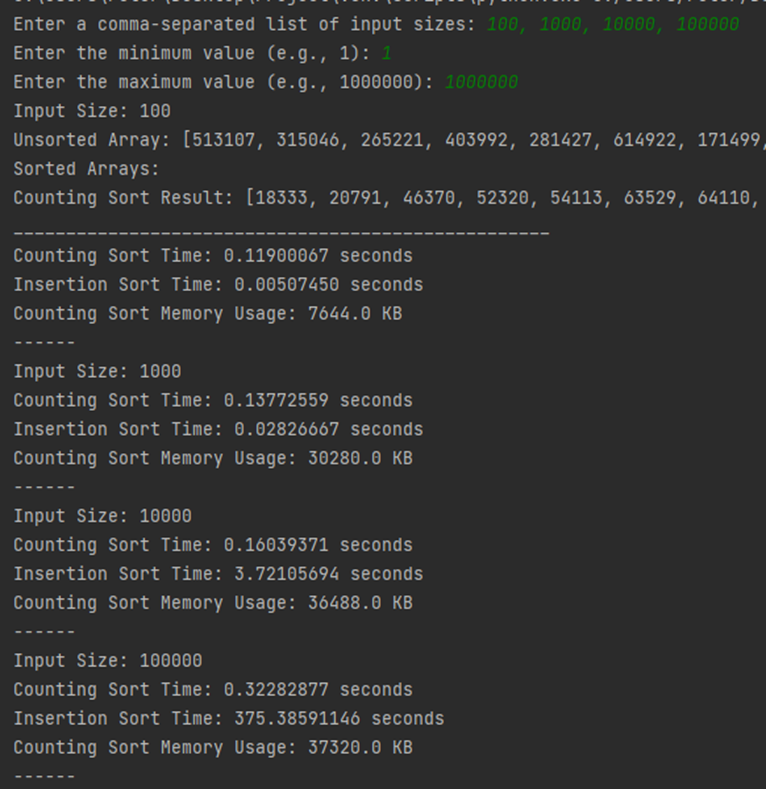 Enter a comma-separated list of input sizes: 100, 1000, 10000, 100000
Enter the minimum value (e.g., 1): 1
Enter the maximum value (e.g., 1000000): 1000000
Input Size: 100
Unsorted Array: [513107, 315046, 265221, 403992, 281427, 614922, 171499,
Sorted Arrays:
Counting Sort Result: [18333, 20791, 46370, 52320, 54113, 63529, 64110,
___________________________________________________
Counting Sort Time: 0.11900067 seconds
Insertion Sort Time: 0.00507450 seconds
Counting Sort Memory Usage: 7644.0 KB
------
Input Size: 1000
Counting Sort Time: 0.13772559 seconds
Insertion Sort Time: 0.02826667 seconds
Counting Sort Memory Usage: 30280.0 KB
------
Input Size: 10000
Counting Sort Time: 0.16039371 seconds
Insertion Sort Time: 3.72105694 seconds
Counting Sort Memory Usage: 36488.0 KB
------
Input Size: 100000
Counting Sort Time: 0.32282877 seconds
Insertion Sort Time: 375.38591146 seconds
Counting Sort Memory Usage: 37320.0 KB
------